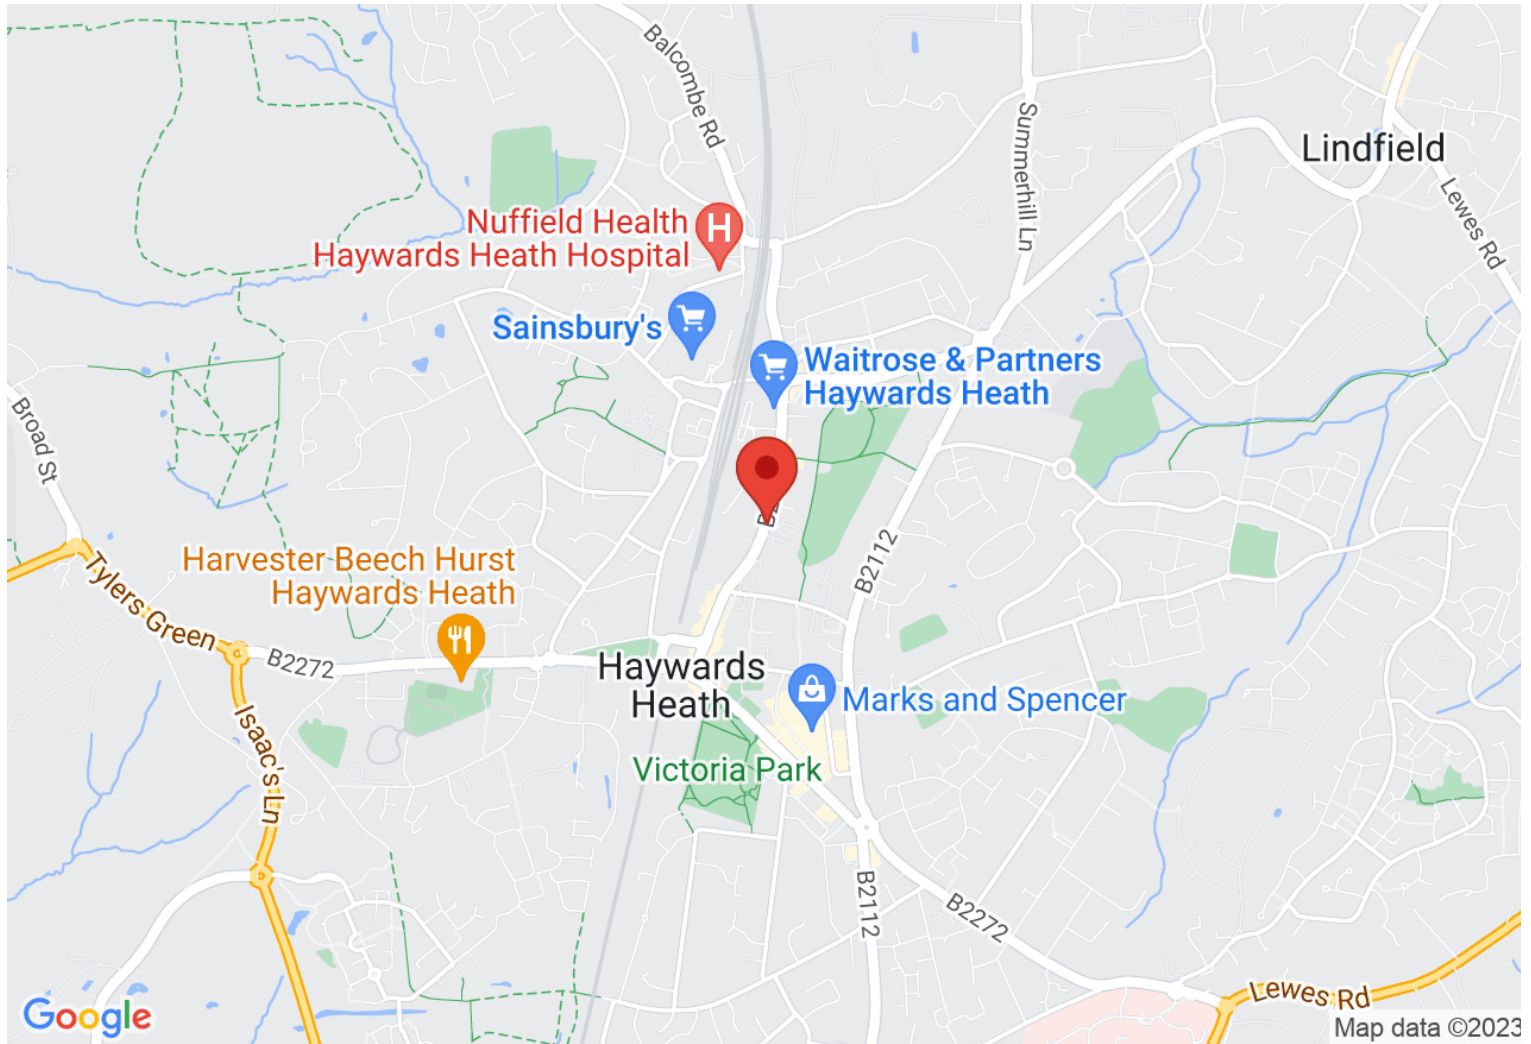 Balcombe Rd
Summerhill Ln
Lindfield
Lewes Rd
Nuffield Health
Haywards Heath Hospital
Sainsbury's
Waitrose & Partners
Haywards Heath
Broad St
Tylers Green
Harvester Beech Hurst
Haywards Heath
B2112
B2272
Haywards
Heath
Marks and Spencer
Isaac's Ln
Victoria Park
B2112
B2272
Lewes Rd
Google
Map data ©2023